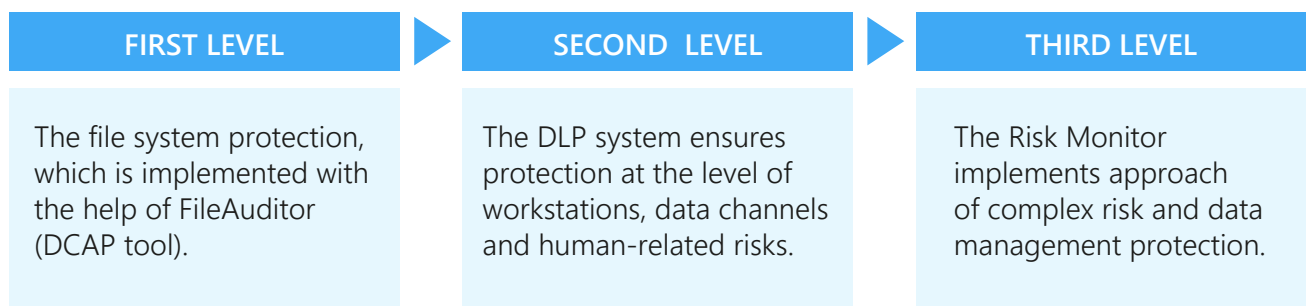 FIRST LEVEL
The file system protection,
which is implemented with
the help of FileAuditor
(DCAP tool).
SECOND LEVEL
The DLP system ensures
protection at the level of
workstations, data channels
and human-related risks.
THIRD LEVEL
The Risk Monitor
implements approach
of complex risk and data
management protection.